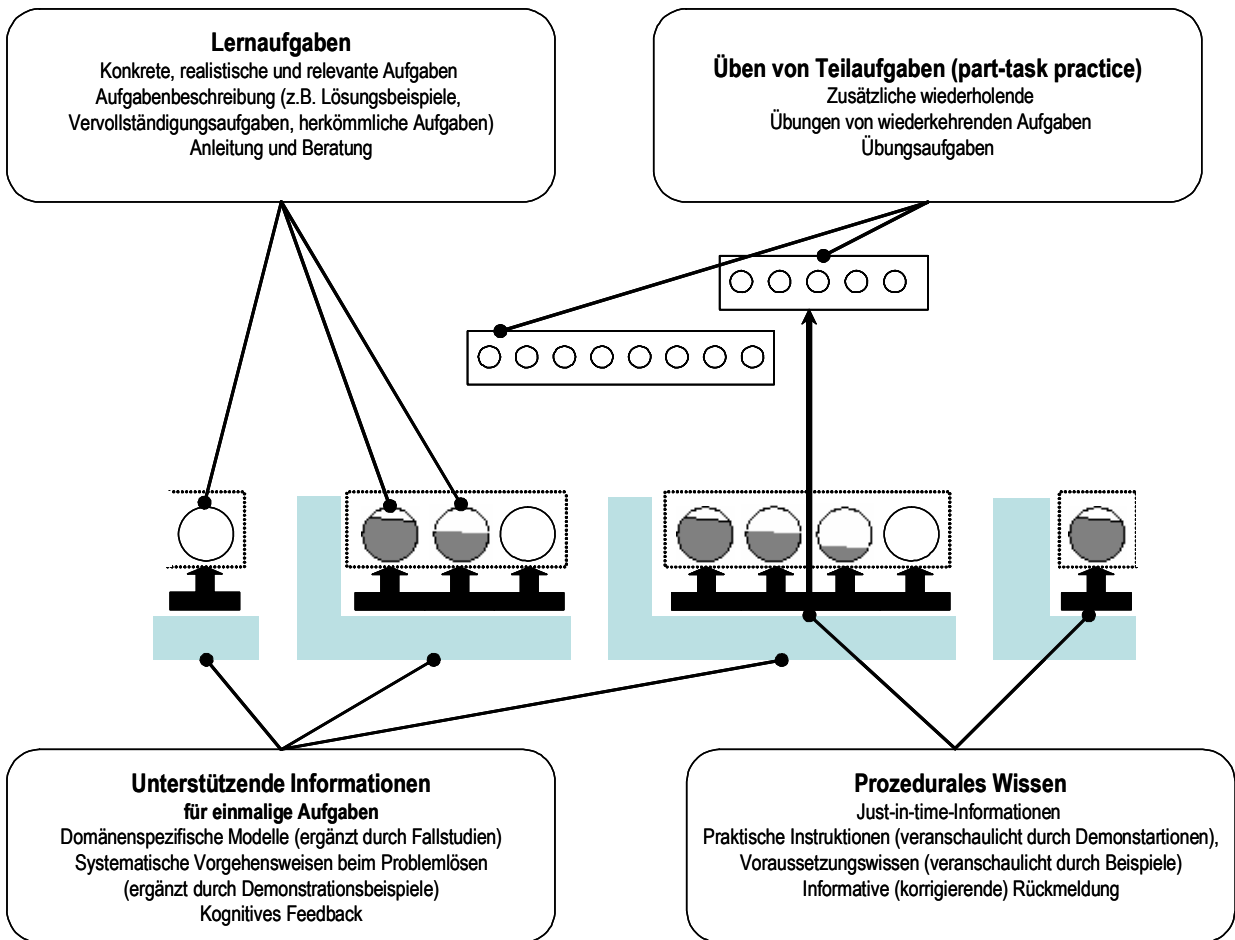 Lernaufgaben
Konkrete, realistische und relevante Aufgaben
Aufgabenbeschreibung (z.B. Lösungsbeispiele,
Vervollständigungsaufgaben, herkömmliche Aufgaben)
Anleitung und Beratung
Üben von Teilaufgaben (part-task practice)
Zusätzliche wiederholende
Übungen von wiederkehrenden Aufgaben
Übungsaufgaben
Unterstützende Informationen
für einmalige Aufgaben
Domänenspezifische Modelle (ergänzt durch Fallstudien)
Systematische Vorgehensweisen beim Problemlösen
(ergänzt durch Demonstrationsbeispiele)
Kognitives Feedback
Prozedurales Wissen
Just-in-time-Informationen
Praktische Instruktionen (veranschaulicht durch Demonstartionen),
Voraussetzungswissen (veranschaulicht durch Beispiele)
Informative (korrigierende) Rückmeldung